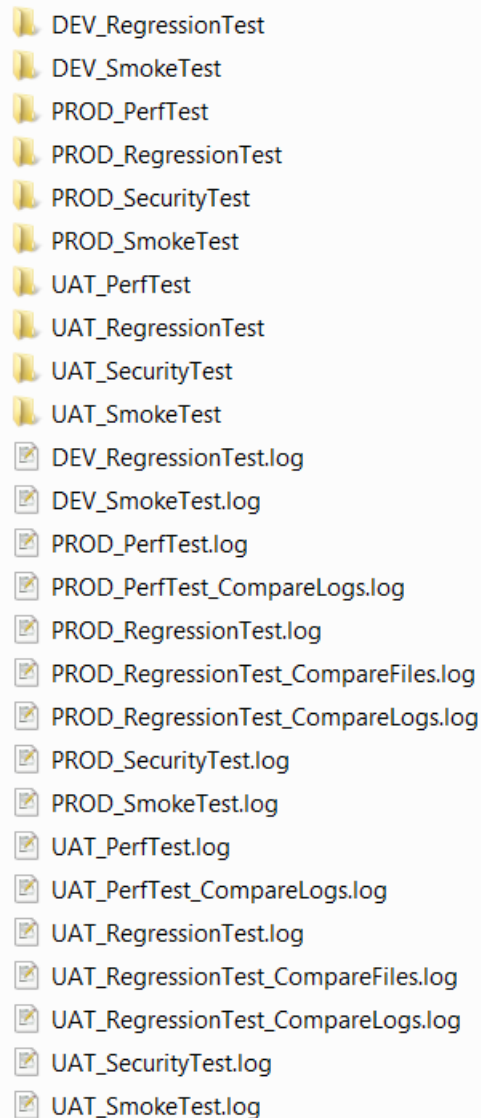 DEV_RegressionTest
DEV_SmokeTest
PROD_PerfTest
PROD_RegressionTest
PROD_SecurityTest
PROD_SmokeTest
UAT_PerfTest
UAT_RegressionTest
UAT_SecurityTest
UAT_SmokeTest
DEV_RegressionTest.log
DEV_SmokeTest.log
PROD_PerfTest.log
PROD_PerfTest_CompareLogs.log
PROD_RegressionTest.log
PROD_RegressionTest_CompareFiles.log
PROD_RegressionTest_CompareLogs.log
PROD_SecurityTest.log
PROD_SmokeTest.log
UAT_PerfTest.log
UAT_PerfTest_CompareLogs.log
UAT_RegressionTest.log
UAT_RegressionTest_CompareFiles.log
UAT_RegressionTest_CompareLogs.log
UAT_SecurityTest.log
UAT_SmokeTest.log